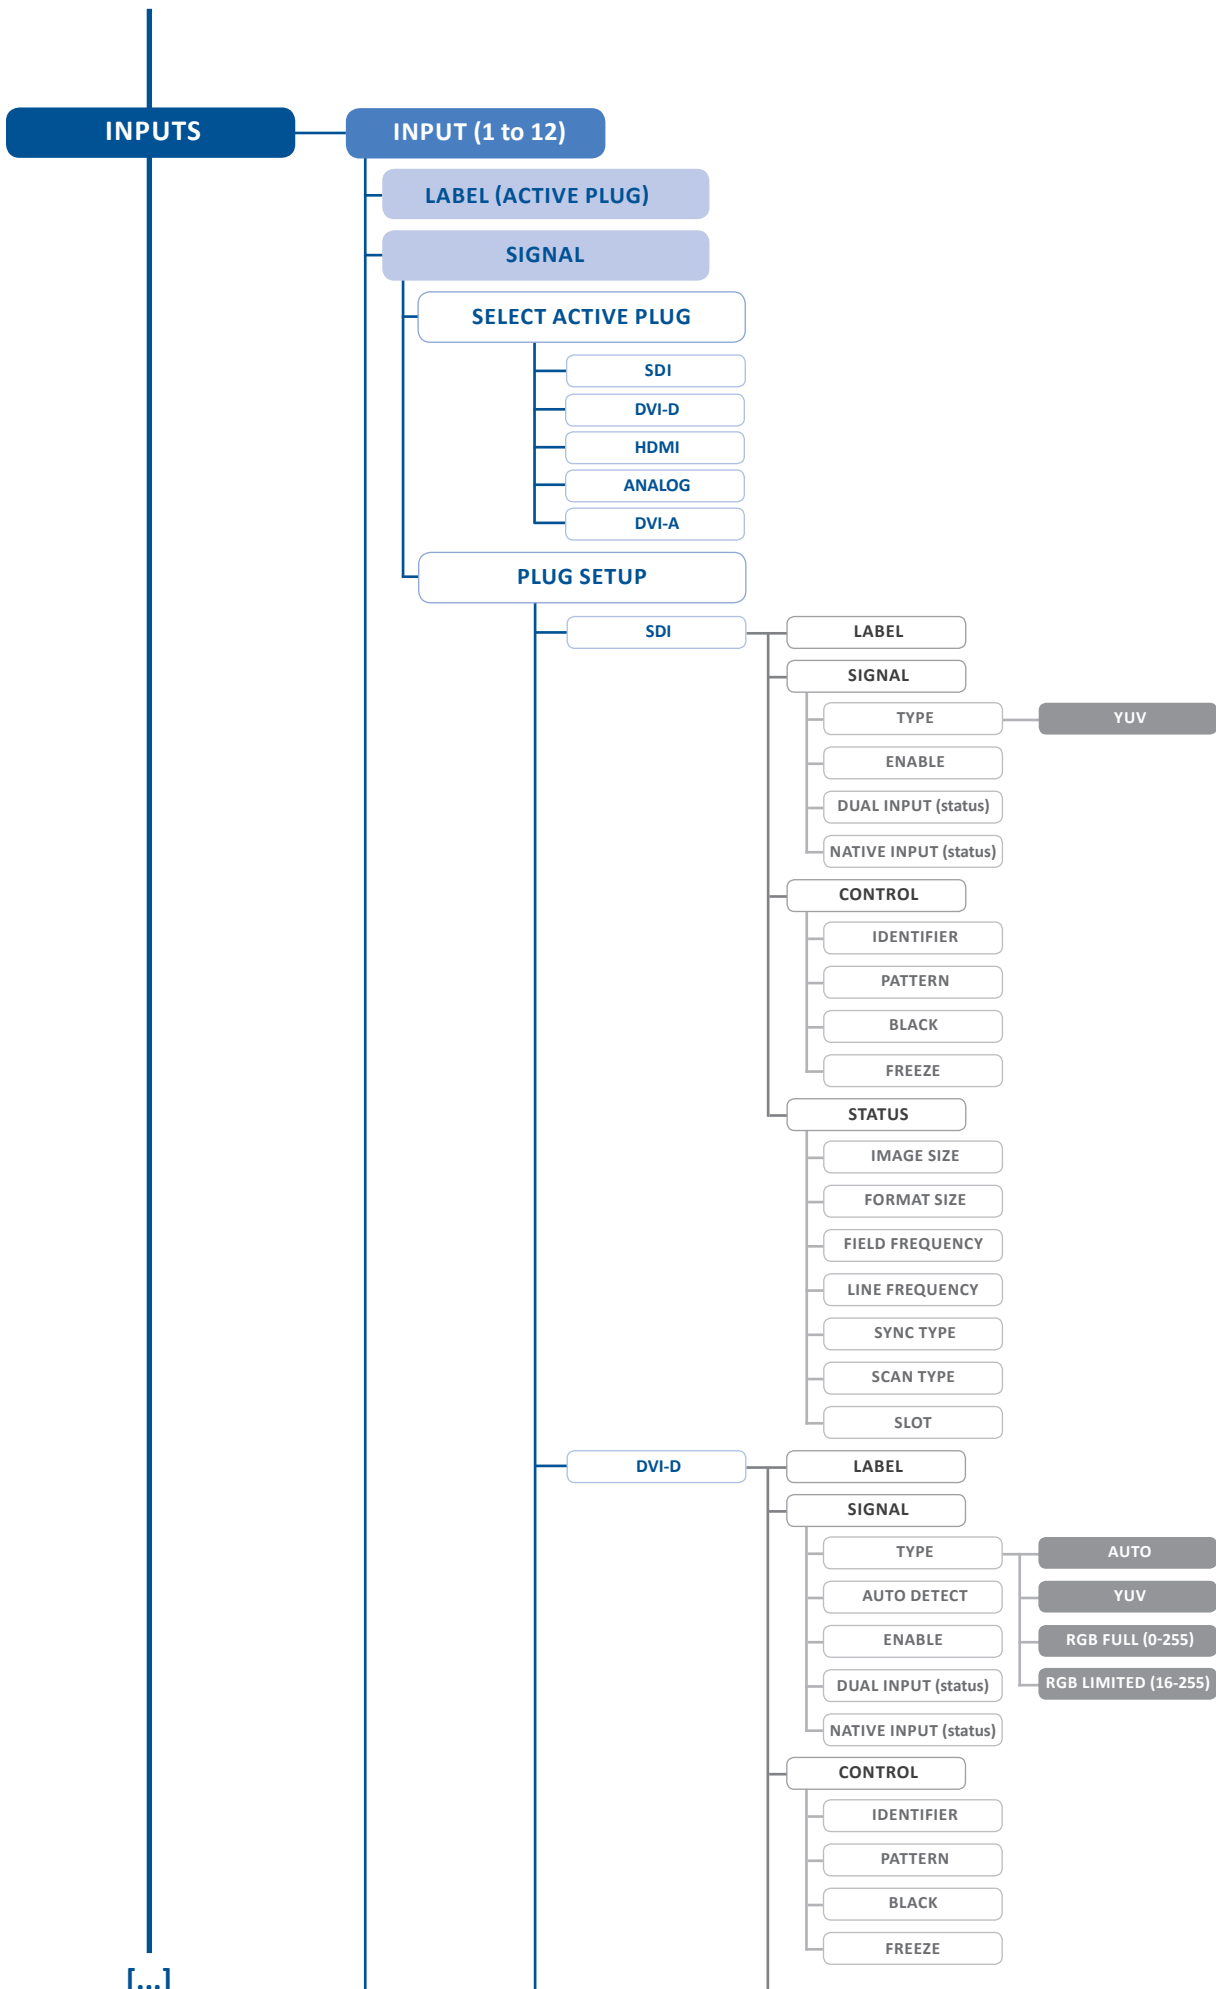 INPUTS
INPUT (1 to 12)
LABEL (ACTIVE PLUG)
SIGNAL
SELECT ACTIVE PLUG
SDI
DVI-D
HDMI
ANALOG
DVI-A
PLUG SETUP
SDI
LABEL
SIGNAL
TYPE
YUV
ENABLE
DUAL INPUT (status)
NATIVE INPUT (status)
CONTROL
IDENTIFIER
PATTERN
BLACK
FREEZE
STATUS
IMAGE SIZE
FORMAT SIZE
FIELD FREQUENCY
LINE FREQUENCY
SYNC TYPE
SCAN TYPE
SLOT
DVI-D
LABEL
SIGNAL
TYPE
AUTO
AUTO DETECT
YUV
ENABLE
RGB FULL (0-255)
DUAL INPUT (status)
RGB LIMITED (16-255)
NATIVE INPUT (status)
CONTROL
IDENTIFIER
PATTERN
BLACK
FREEZE
[...]